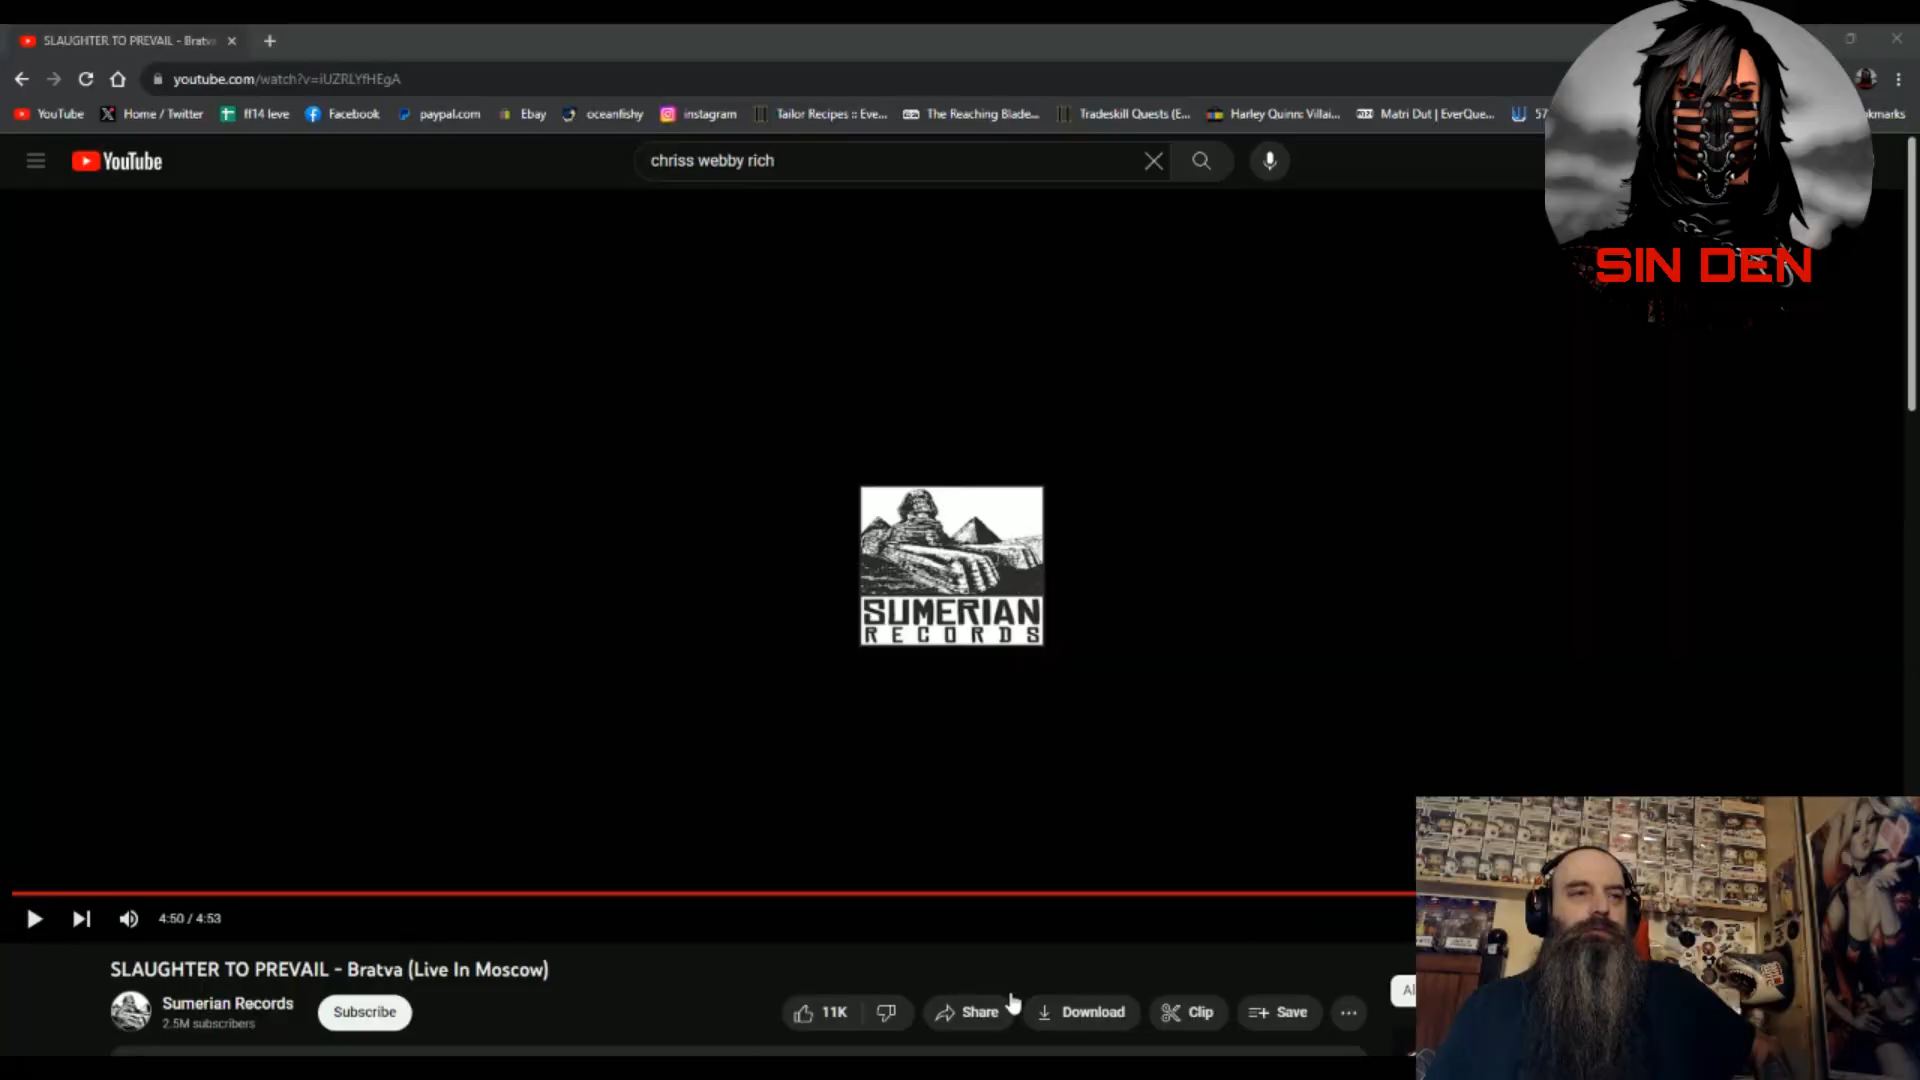 SLAUGHTER TO PREVAIL - Bratv
youtube.com/watch?v=iUZRLYfHEgA
YouTube Home / Twitter ff14 leve Facebook paypal.com Ebay oceanfishy instagram Tailor Recipes :: Eve... The Reaching Blade... Tradeskill Quests (E... Harley Quinn: Villai... Matri Dut | EverQue... 57 kmarks
YouTube
chriss webby rich
SIN DEN
SUMERIAN
RECORDS
4:50 / 4:53
SLAUGHTER TO PREVAIL - Bratva (Live In Moscow)
Sumerian Records
2.5M subscribers
Subscribe
11K
Share
Download
Clip
Save
Al